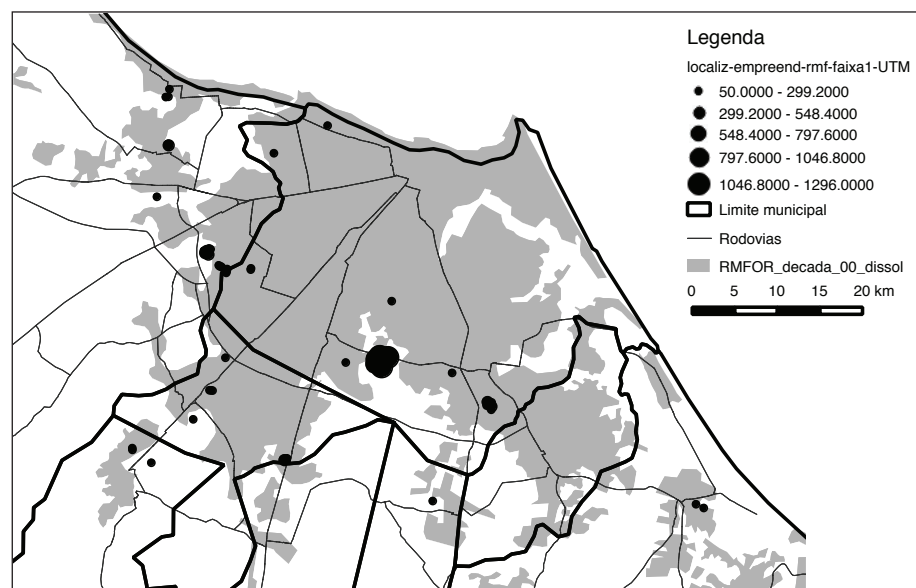 Legenda
localiz-empreend-rmf-faixa1-UTM
50.0000 - 299.2000
299.2000 - 548.4000
548.4000 - 797.6000
797.6000 - 1046.8000
1046.8000 - 1296.0000
Limite municipal
Rodovias
RMFOR_decada_00_dissol
0 5 10 15 20 km